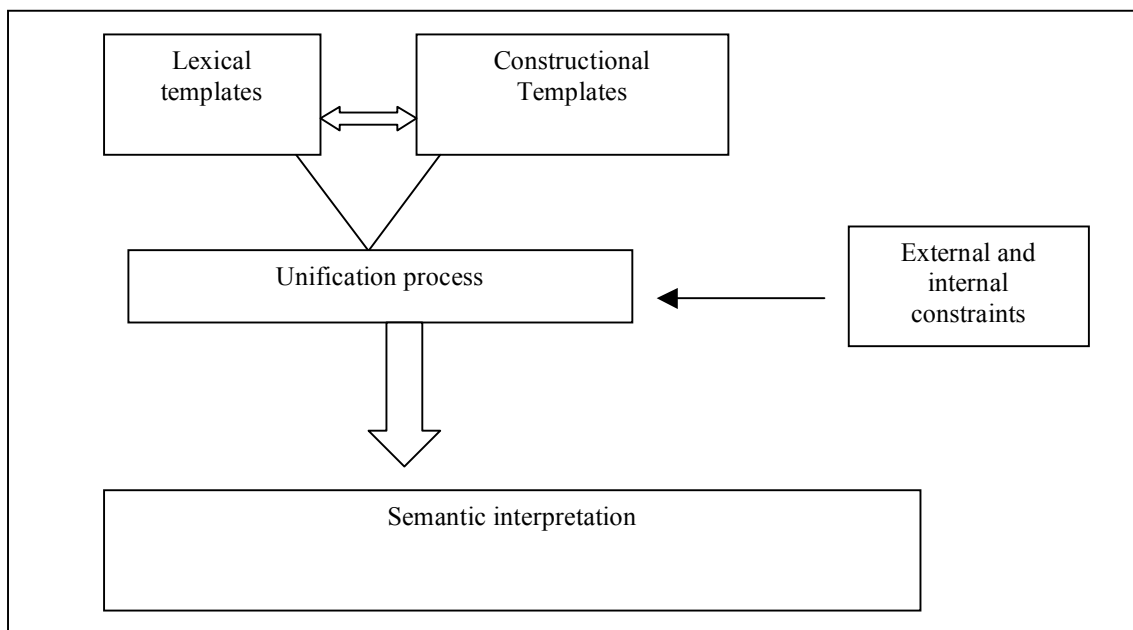 Lexical
templates
Constructional
Templates
Unification process
External and
internal
constraints
Semantic interpretation